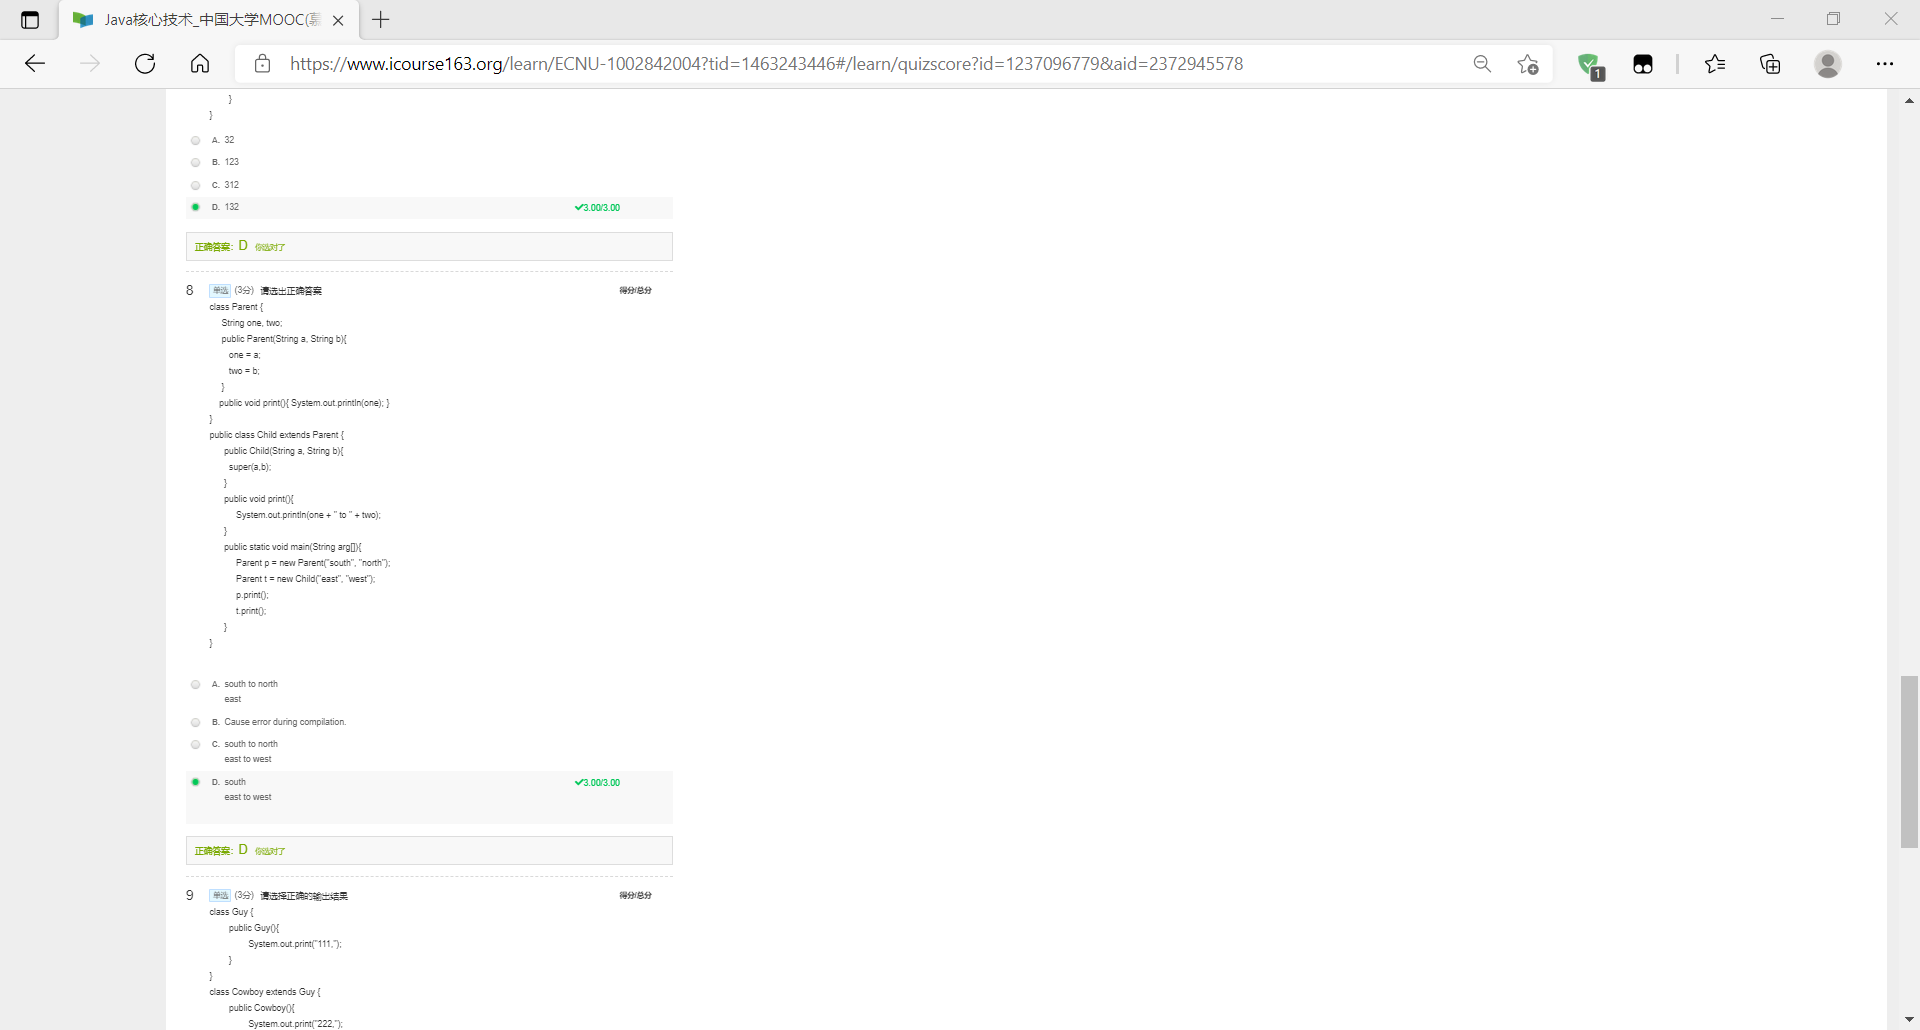 Java核心技术_中国大学MOOC(慕
https://www.icourse163.org/learn/ECNU-1002842004?tid=1463243446#/learn/quizscore?id=1237096779&aid=2372945578
1
}
}
A. 32
B. 123
C. 312
D. 132
3.00/3.00
正确答案：D 你选对了
8 单选 (3分) 请选出正确答案 得分/总分
class Parent {
String one, two;
public Parent(String a, String b){
one = a;
two = b;
}
public void print(){ System.out.println(one); }
}
public class Child extends Parent {
public Child(String a, String b){
super(a,b);
}
public void print(){
System.out.println(one + " to " + two);
}
public static void main(String arg[]){
Parent p = new Parent("south", "north");
Parent t = new Child("east", "west");
p.print();
t.print();
}
}
A. south to north
east
B. Cause error during compilation.
C. south to north
east to west
D. south
3.00/3.00
east to west
正确答案：D 你选对了
9 单选 (3分) 请选择正确的输出结果 得分/总分
class Guy {
public Guy(){
System.out.print("111,");
}
}
class Cowboy extends Guy {
public Cowboy(){
System.out.print("222,");